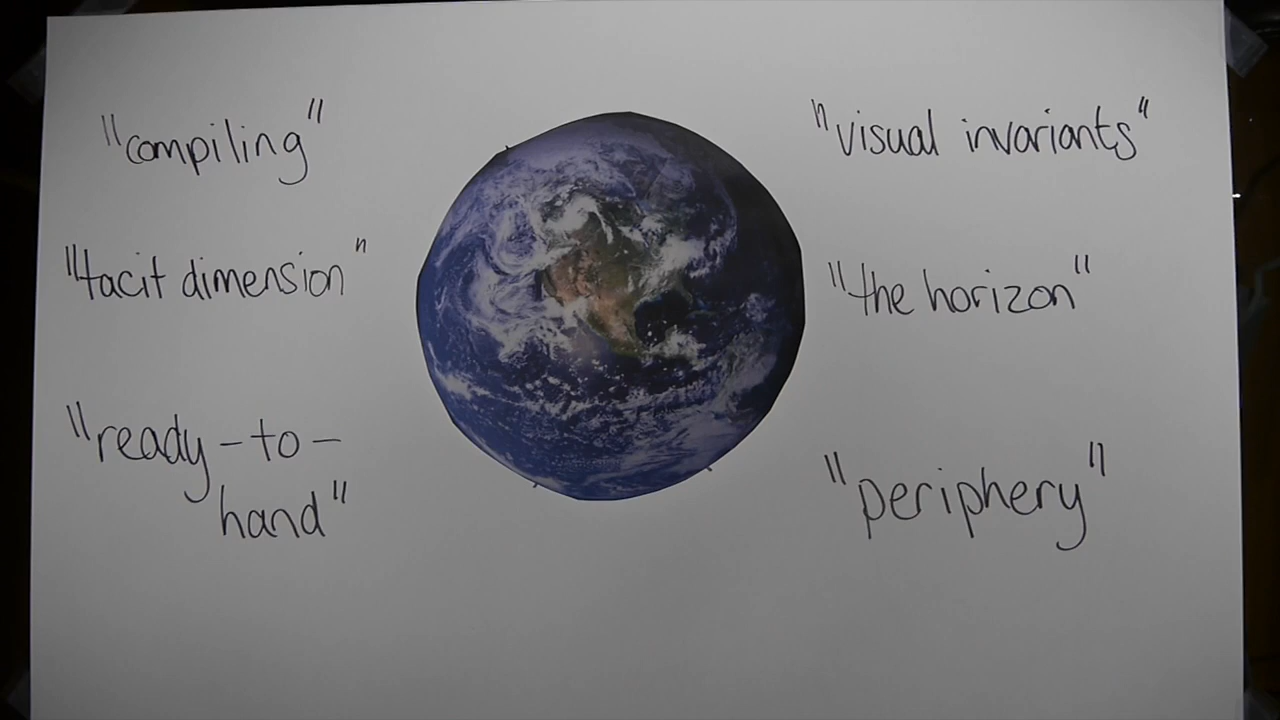 "compiling"
"tacit dimension"
"ready-to-
hand"
"visual invariants"
"the horizon"
"periphery"